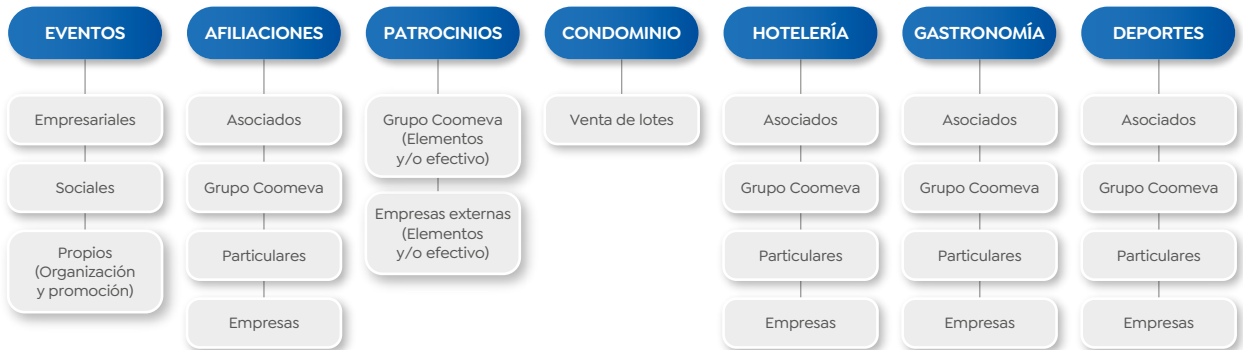 EVENTOS
Empresariales
Sociales
Propios
(Organización
y promoción)
AFILIACIONES
Asociados
Grupo Coomeva
Particulares
Empresas
PATROCINIOS
Grupo Coomeva
(Elementos
y/o efectivo)
Empresas externas
(Elementos
y/o efectivo)
CONDOMINIO
Venta de lotes
HOTELERÍA
Asociados
Grupo Coomeva
Particulares
Empresas
GASTRONOMÍA
Asociados
Grupo Coomeva
Particulares
Empresas
DEPORTES
Asociados
Grupo Coomeva
Particulares
Empresas